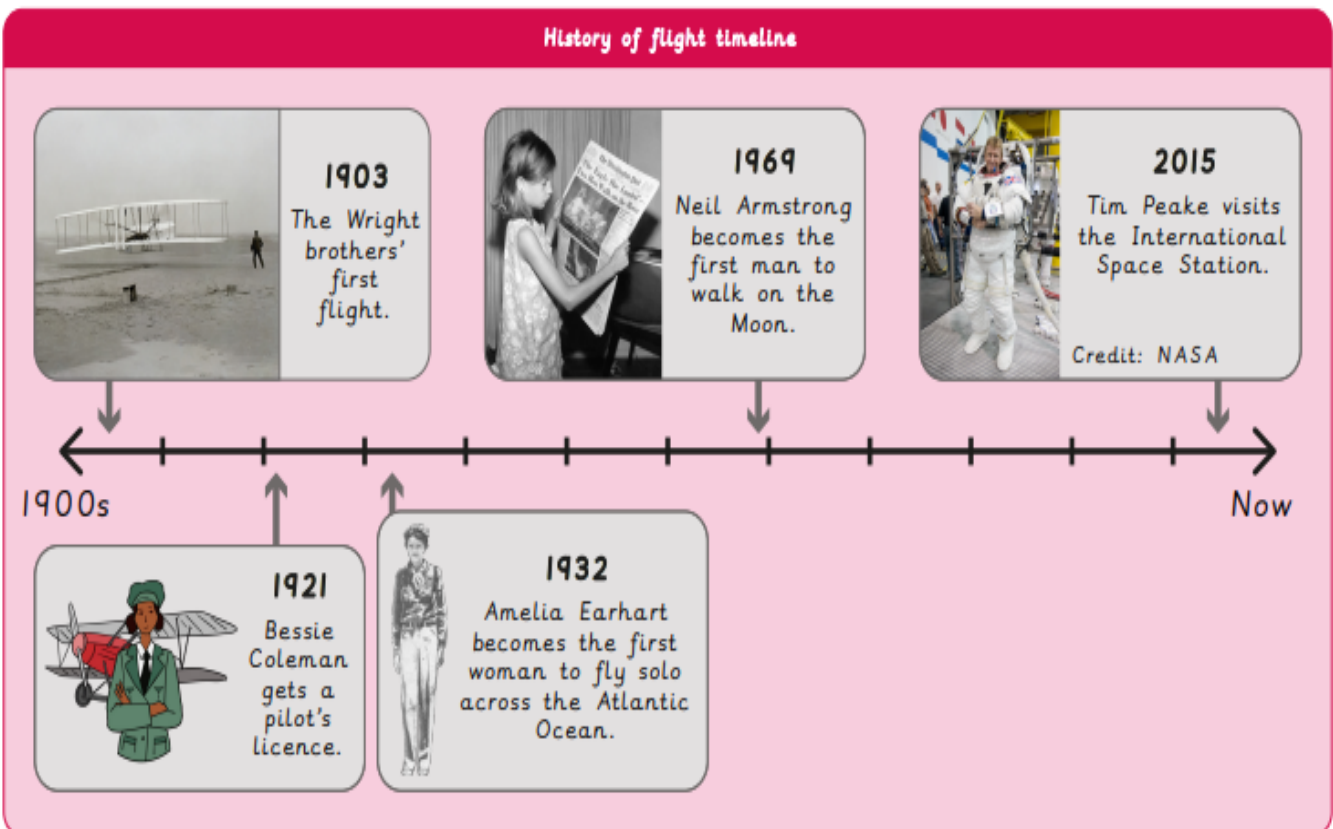 History of flight timeline
1903
The Wright
brothers'
first
flight.
1969
Neil Armstrong
becomes the
first man to
walk on the
Moon.
2015
Tim Peake visits
the International
Space Station.
Credit: NASA
1900s
Now
1921
Bessie
Coleman
gets a
pilot's
licence.
1932
Amelia Earhart
becomes the first
woman to fly solo
across the Atlantic
Ocean.